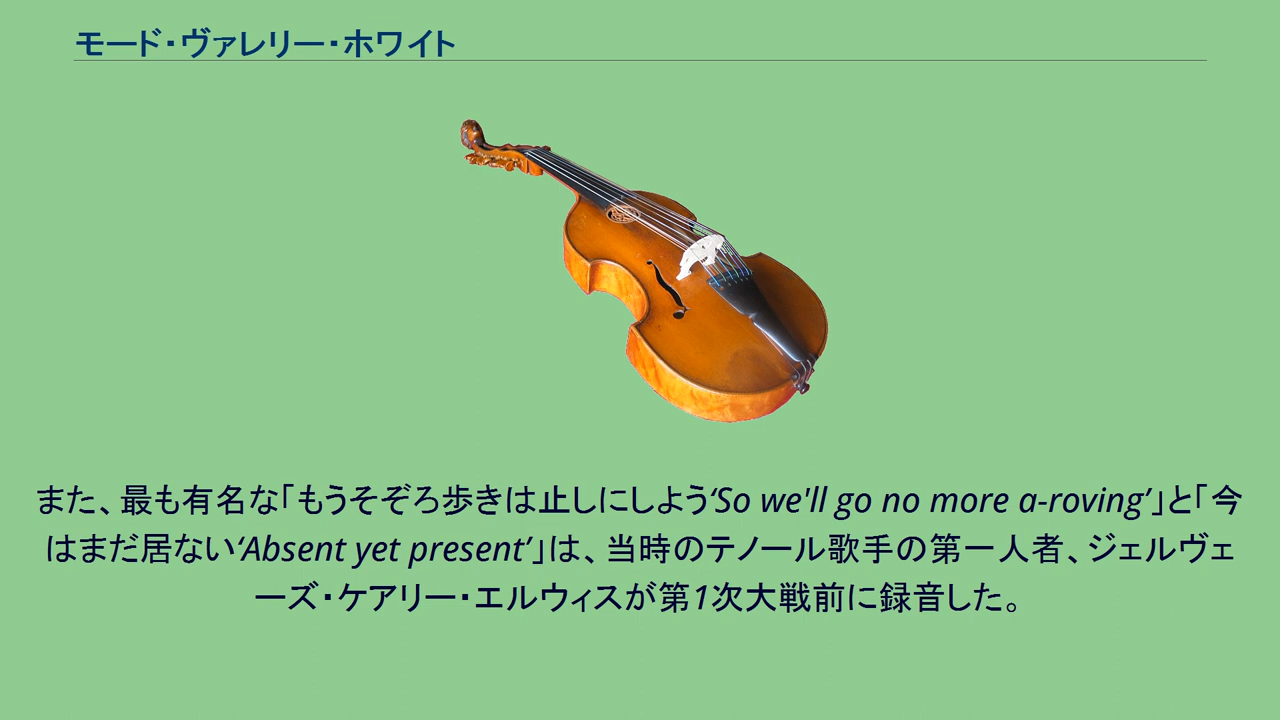 モード・ヴァレリー・ホワイト
また、最も有名な「もうそぞろ歩きは止しにしよう‘So we'll go no more a-roving’」と「今
はまだ居ない‘Absent yet present’」は、当時のテノール歌手の第一人者、ジェルヴェ
ーズ・ケアリー・エルウィスが第1次大戦前に録音した。